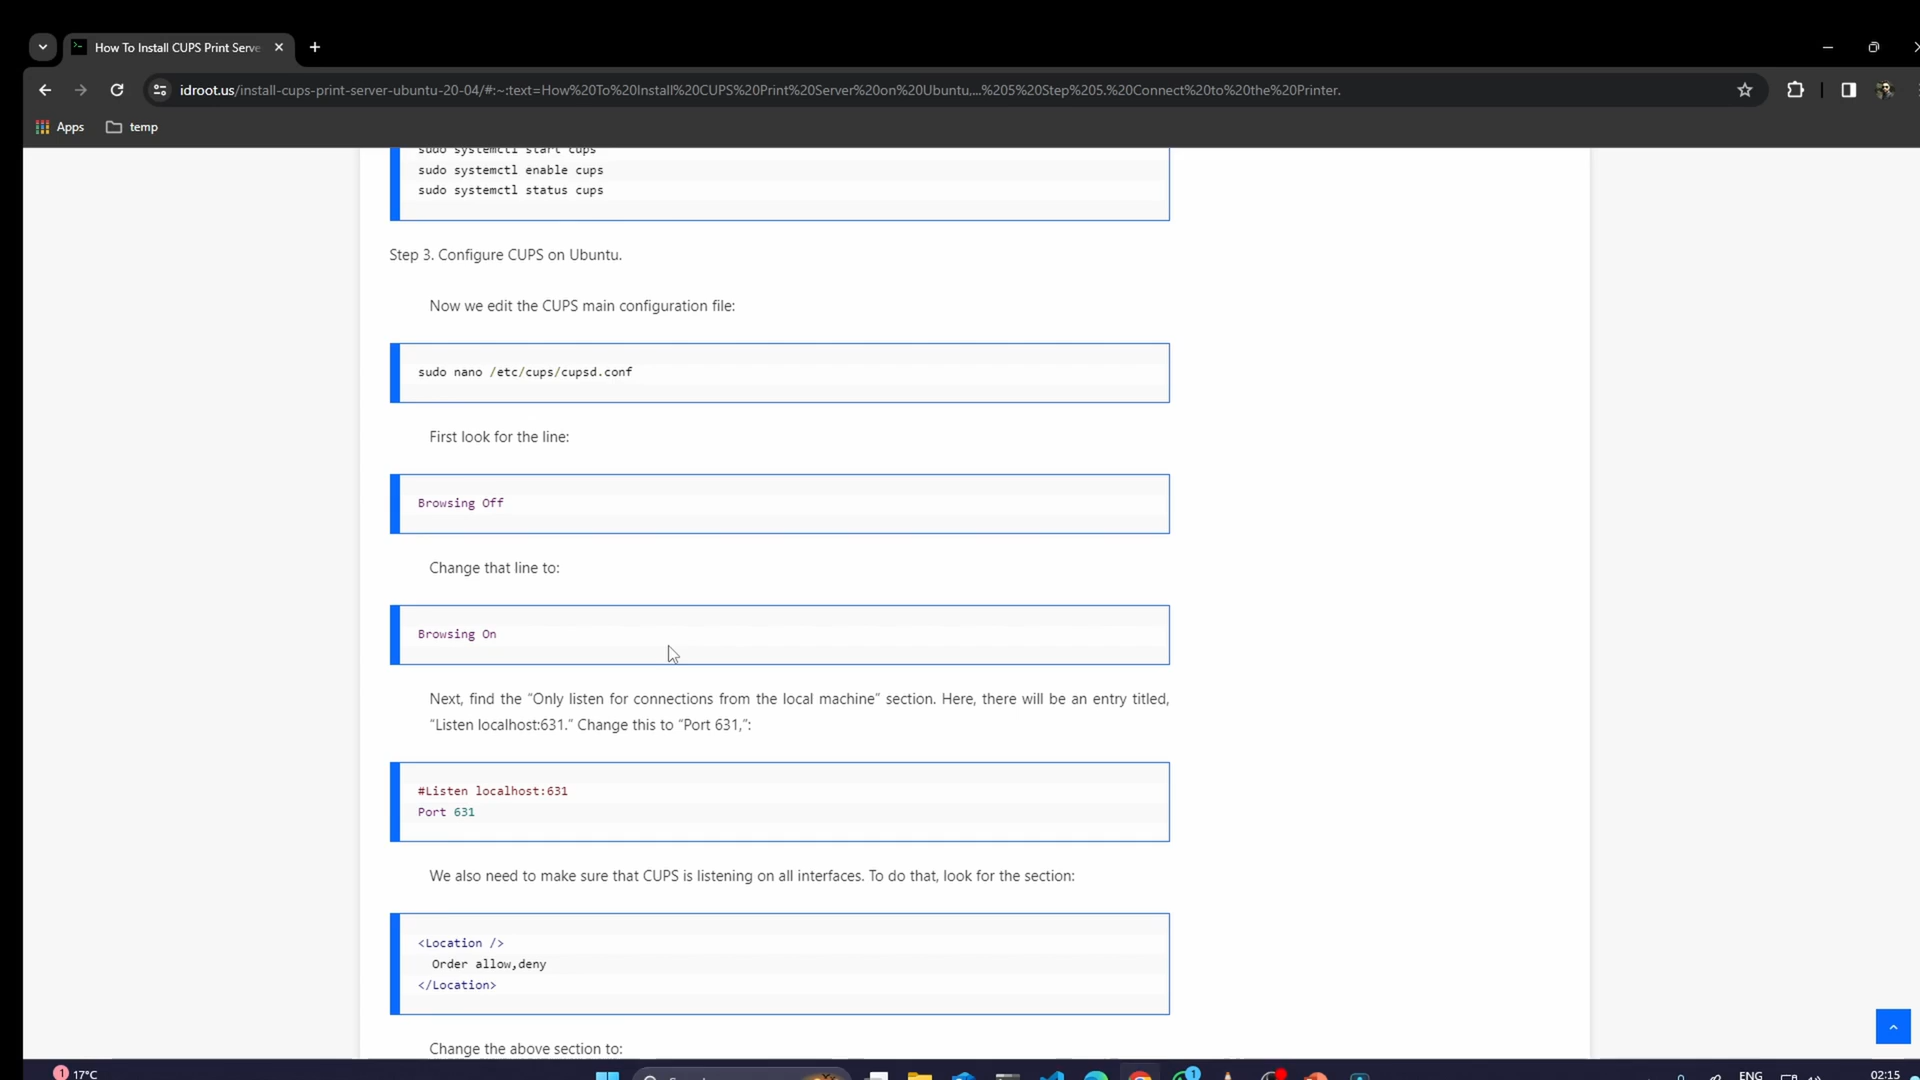 How To Install CUPS Print Serve
idroot.us/install-cups-print-server-ubuntu-20-04/#:~:text=How%20To%20Install%20CUPS%20Print%20Server%20on%20Ubuntu,...%205%20Step%205.%20Connect%20to%20the%20Printer.
Apps temp
sudo systemctl start cups
sudo systemctl enable cups
sudo systemctl status cups
Step 3. Configure CUPS on Ubuntu.
Now we edit the CUPS main configuration file:
sudo nano /etc/cups/cupsd.conf
First look for the line:
Browsing Off
Change that line to:
Browsing On
Next, find the “Only listen for connections from the local machine” section. Here, there will be an entry titled,
“Listen localhost:631.” Change this to “Port 631,”:
#Listen localhost:631
Port 631
We also need to make sure that CUPS is listening on all interfaces. To do that, look for the section:
<Location />
Order allow,deny
</Location>
Change the above section to:
1 17°C 1 ENG 02:15